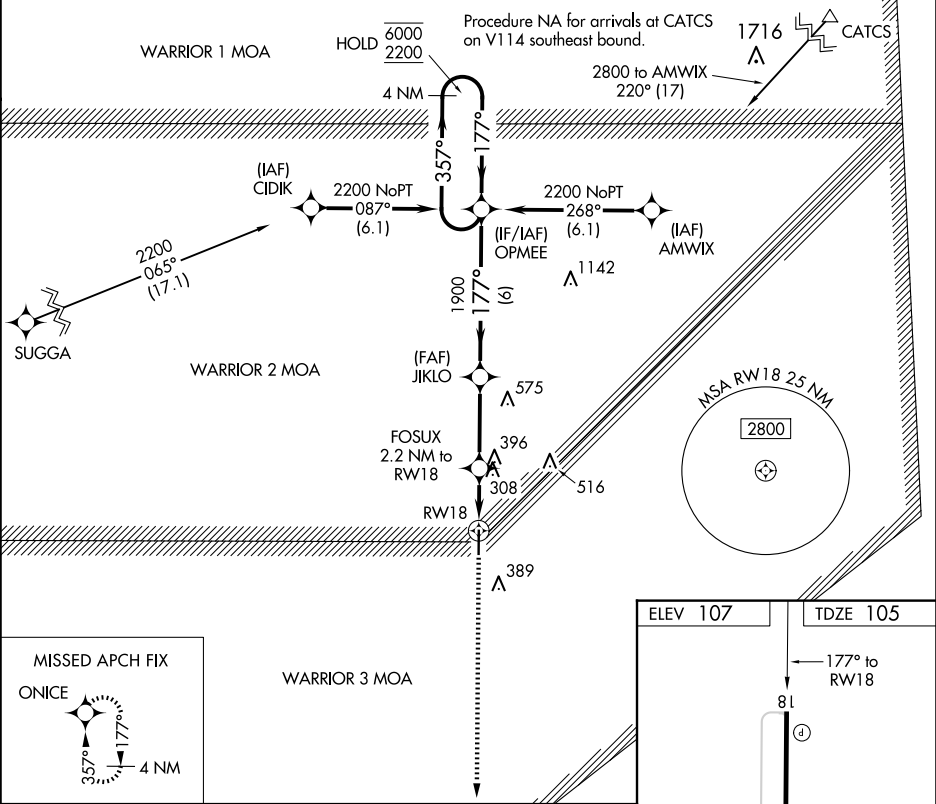 WARRIOR 1 MOA
HOLD 6000
2200
4 NM
Procedure NA for arrivals at CATCS
on V114 southeast bound.
1716
CATCS
2800 to AMWIX
220° (17)
357°
177°
(IAF)
CIDIK
2200 NoPT
087°
(6.1)
2200 NoPT
268°
(6.1)
(IF/IAF)
OPMEE
(IAF)
AMWIX
2200
065°
(17.1)
SUGGA
1142
1900
177°
(6)
WARRIOR 2 MOA
(FAF)
JIKLO
575
MSA RW18 25 NM
2800
FOSUX
2.2 NM to
RW18
396
308
516
RW18
389
WARRIOR 3 MOA
MISSED APCH FIX
ONICE
177°
357°
4 NM
ELEV 107
TDZE 105
177° to
RW18
18
P